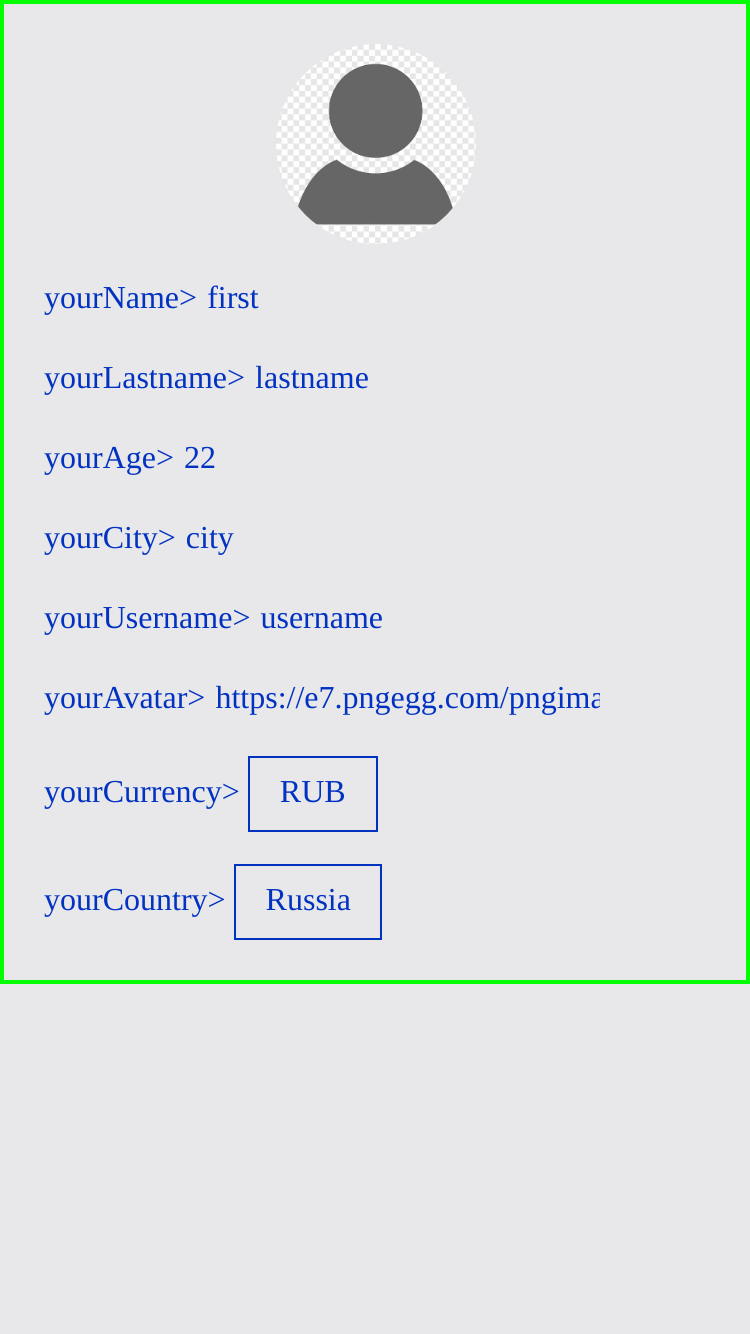 yourName> first
yourLastname> lastname
yourAge> 22
yourCity> city
yourUsername> username
yourAvatar> https://e7.pngegg.com/pngima
yourCurrency> RUB
yourCountry> Russia